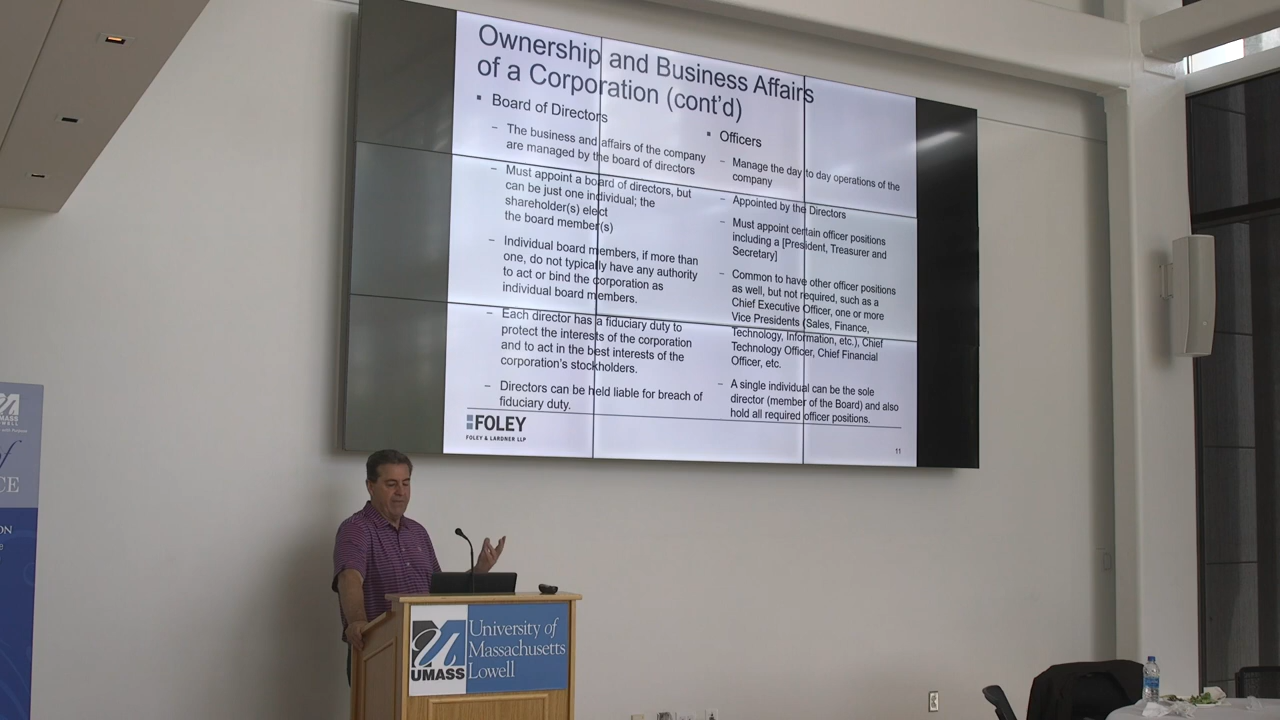 Ownership and Business Affairs
of a Corporation (cont'd)
▪ Board of Directors
– The business and affairs of the company
are managed by the board of directors
– Must appoint a board of directors, but
can be just one individual; the
shareholder(s) elect
the board member(s)
– Individual board members, if more than
one, do not typically have any authority
to act or bind the corporation as
individual board members.
– Each director has a fiduciary duty to
protect the interests of the corporation
and to act in the best interests of the
corporation's stockholders.
– Directors can be held liable for breach of
fiduciary duty.
▪ Officers
– Manage the day to day operations of the
company
– Appointed by the Directors
– Must appoint certain officer positions
including a [President, Treasurer and
Secretary]
– Common to have other officer positions
as well, but not required, such as a
Chief Executive Officer, one or more
Vice Presidents (Sales, Finance,
Technology, Information, etc.), Chief
Technology Officer, Chief Financial
Officer, etc.
– A single individual can be the sole
director (member of the Board) and also
hold all required officer positions.
FOLEY
FOLEY & LARDNER LLP
11
UMASS
LOWELL
UMASS
University of
Massachusetts
Lowell